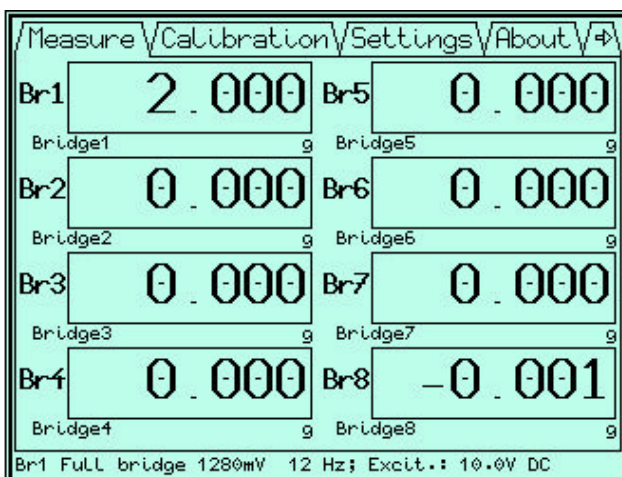 Measure Calibration Settings About
Br1 2.000 Br5 0.000
Bridge1 g Bridge5 g
Br2 0.000 Br6 0.000
Bridge2 g Bridge6 g
Br3 0.000 Br7 0.000
Bridge3 g Bridge7 g
Br4 0.000 Br8 -0.001
Bridge4 g Bridge8 g
Br1 Full bridge 1280mV 12 Hz; Excit.: 10.0V DC